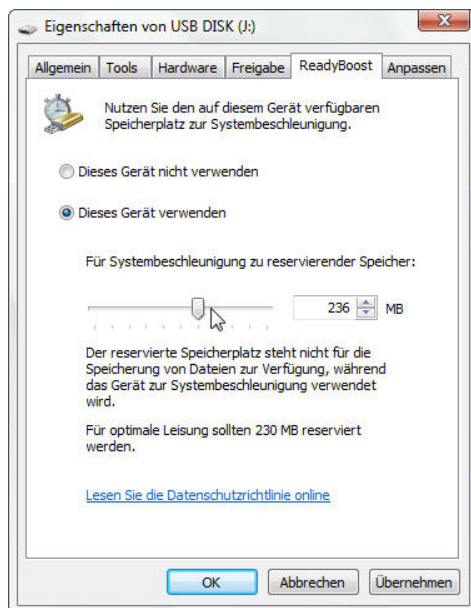 Eigenschaften von USB DISK (J:)
Allgemein Tools Hardware Freigabe ReadyBoost Anpassen
Nutzen Sie den auf diesem Gerät verfügbaren
Speicherplatz zur Systembeschleunigung.
Dieses Gerät nicht verwenden
Dieses Gerät verwenden
Für Systembeschleunigung zu reservierender Speicher:
236 MB
Der reservierte Speicherplatz steht nicht für die
Speicherung von Dateien zur Verfügung, während
das Gerät zur Systembeschleunigung verwendet
wird.
Für optimale Leisung sollten 230 MB reserviert
werden.
Lesen Sie die Datenschutzrichtlinie online
OK Abbrechen Übernehmen